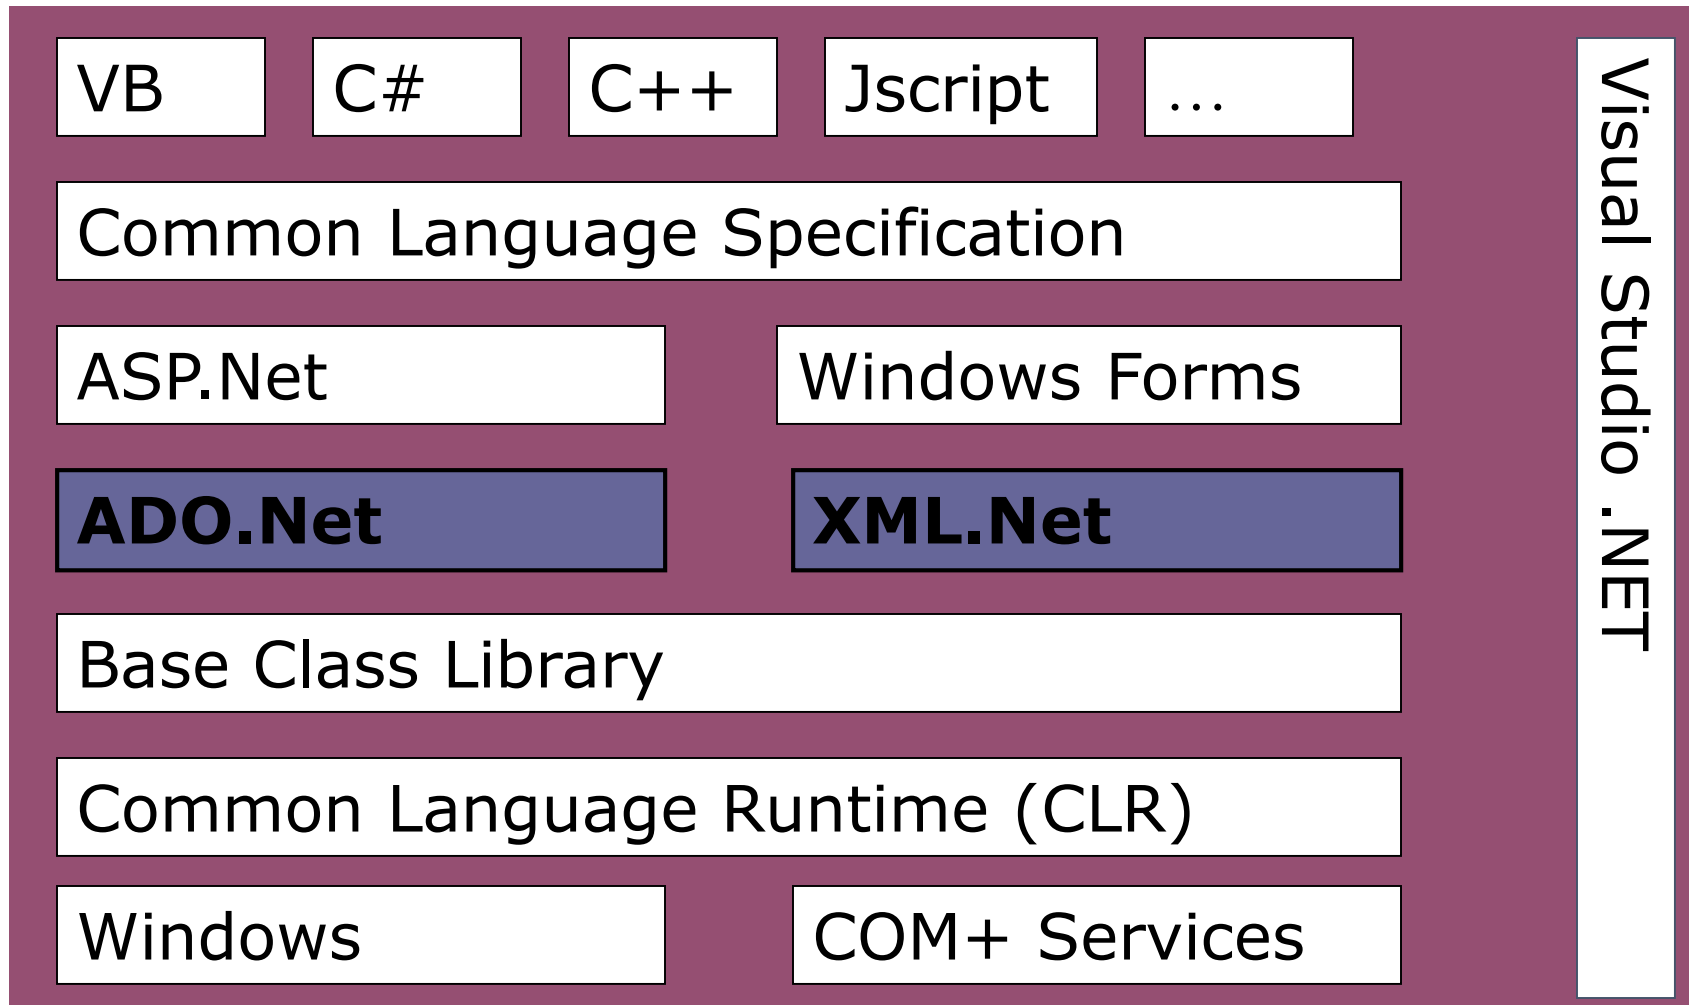 VB
C#
C++
Jscript
...
Common Language Specification
ASP.Net
Windows Forms
ADO.Net
XML.Net
Base Class Library
Common Language Runtime (CLR)
Windows
COM+ Services
Visual Studio .NET